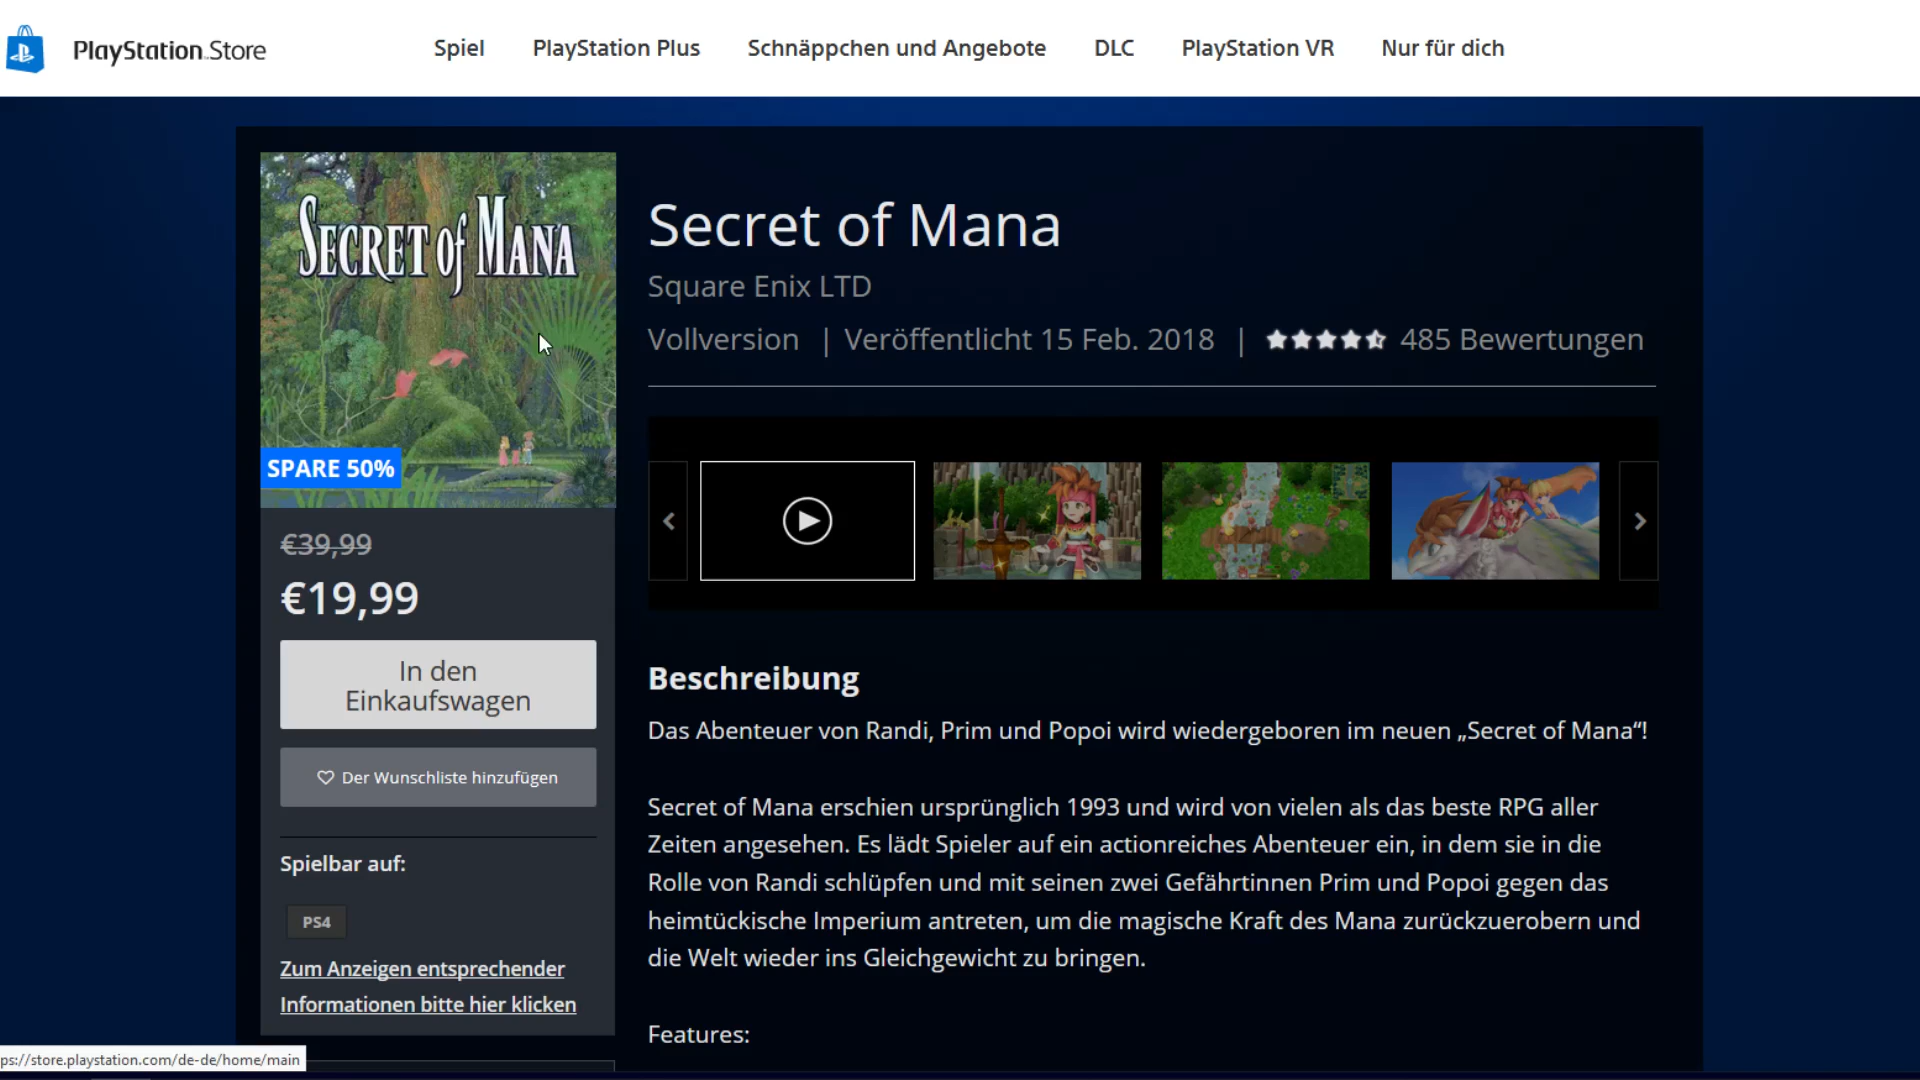 PlayStation.Store
Spiel
PlayStation Plus
Schnäppchen und Angebote
DLC
PlayStation VR
Nur für dich
SECRET of MANA
SPARE 50%
€39,99
€19,99
In den
Einkaufswagen
Der Wunschliste hinzufügen
Spielbar auf:
PS4
Zum Anzeigen entsprechender
Informationen bitte hier klicken
Secret of Mana
Square Enix LTD
Vollversion | Veröffentlicht 15 Feb. 2018 | 485 Bewertungen
Beschreibung
Das Abenteuer von Randi, Prim und Popoi wird wiedergeboren im neuen „Secret of Mana“!
Secret of Mana erschien ursprünglich 1993 und wird von vielen als das beste RPG aller
Zeiten angesehen. Es lädt Spieler auf ein actionreiches Abenteuer ein, in dem sie in die
Rolle von Randi schlüpfen und mit seinen zwei Gefährtinnen Prim und Popoi gegen das
heimtückische Imperium antreten, um die magische Kraft des Mana zurückzuerobern und
die Welt wieder ins Gleichgewicht zu bringen.
Features:
ps://store.playstation.com/de-de/home/main